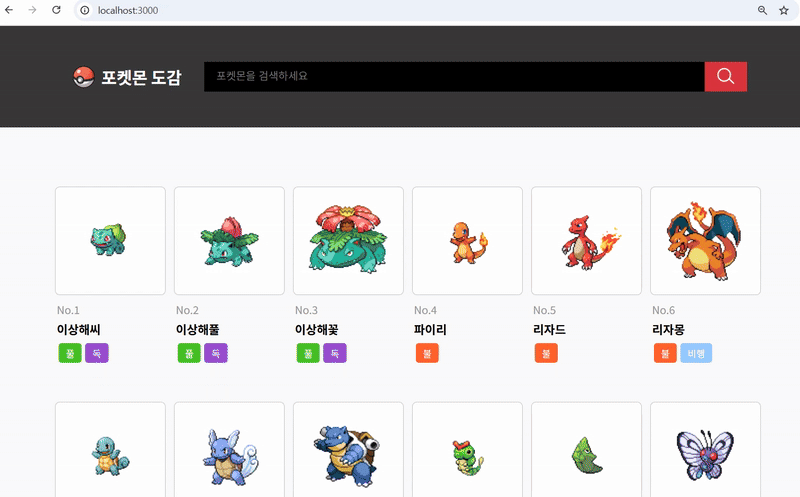 localhost:3000
포켓몬 도감
포켓몬을 검색하세요
No.1
이상해씨
풀 독
No.2
이상해풀
풀 독
No.3
이상해꽃
풀 독
No.4
파이리
불
No.5
리자드
불
No.6
리자몽
불 비행